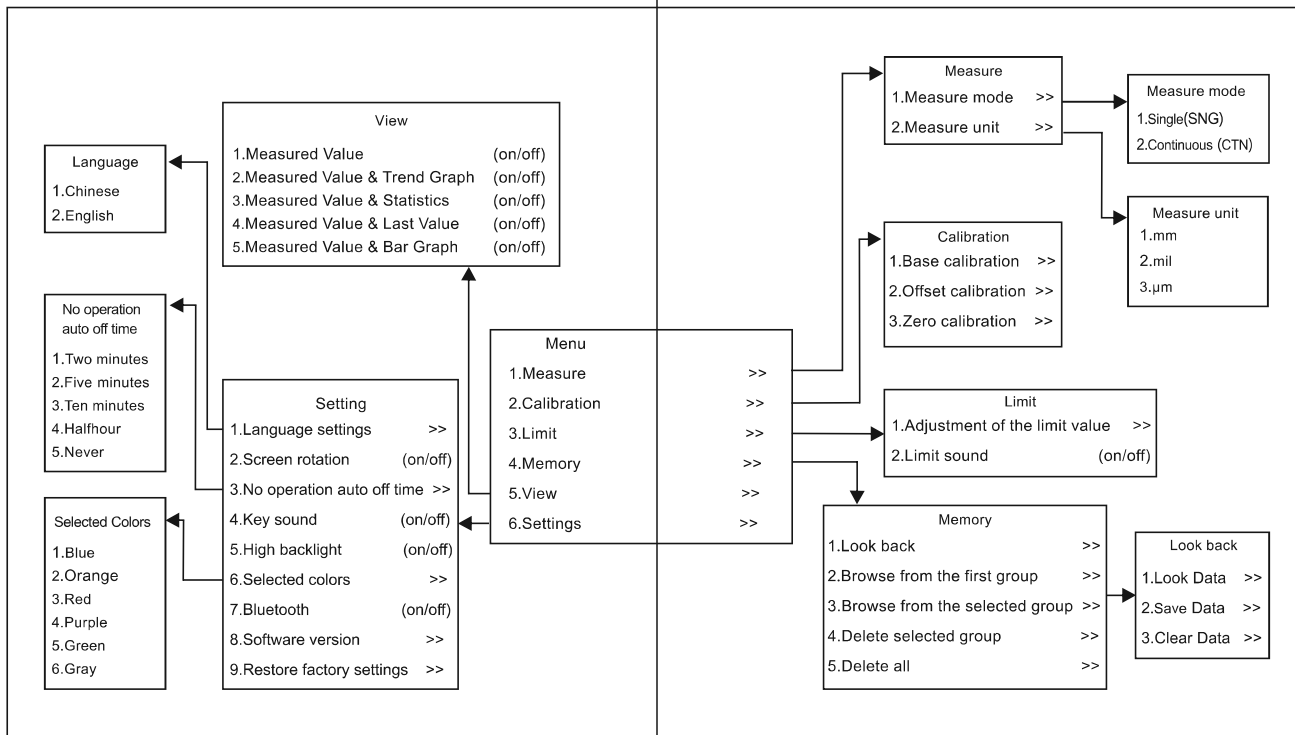 View
1.Measured Value (on/off)
2.Measured Value & Trend Graph (on/off)
3.Measured Value & Statistics (on/off)
4.Measured Value & Last Value (on/off)
5.Measured Value & Bar Graph (on/off)
Language
1.Chinese
2.English
No operation
auto off time
1.Two minutes
2.Five minutes
3.Ten minutes
4.Halfhour
5.Never
Selected Colors
1.Blue
2.Orange
3.Red
4.Purple
5.Green
6.Gray
Setting
1.Language settings >>
2.Screen rotation (on/off)
3.No operation auto off time >>
4.Key sound (on/off)
5.High backlight (on/off)
6.Selected colors >>
7.Bluetooth (on/off)
8.Software version >>
9.Restore factory settings >>
Menu
1.Measure >>
2.Calibration >>
3.Limit >>
4.Memory >>
5.View >>
6.Settings >>
Measure
1.Measure mode >>
2.Measure unit >>
Measure mode
1.Single(SNG)
2.Continuous (CTN)
Measure unit
1.mm
2.mil
3.μm
Calibration
1.Base calibration >>
2.Offset calibration >>
3.Zero calibration >>
Limit
1.Adjustment of the limit value >>
2.Limit sound (on/off)
Memory
1.Look back >>
2.Browse from the first group >>
3.Browse from the selected group >>
4.Delete selected group >>
5.Delete all >>
Look back
1.Look Data >>
2.Save Data >>
3.Clear Data >>